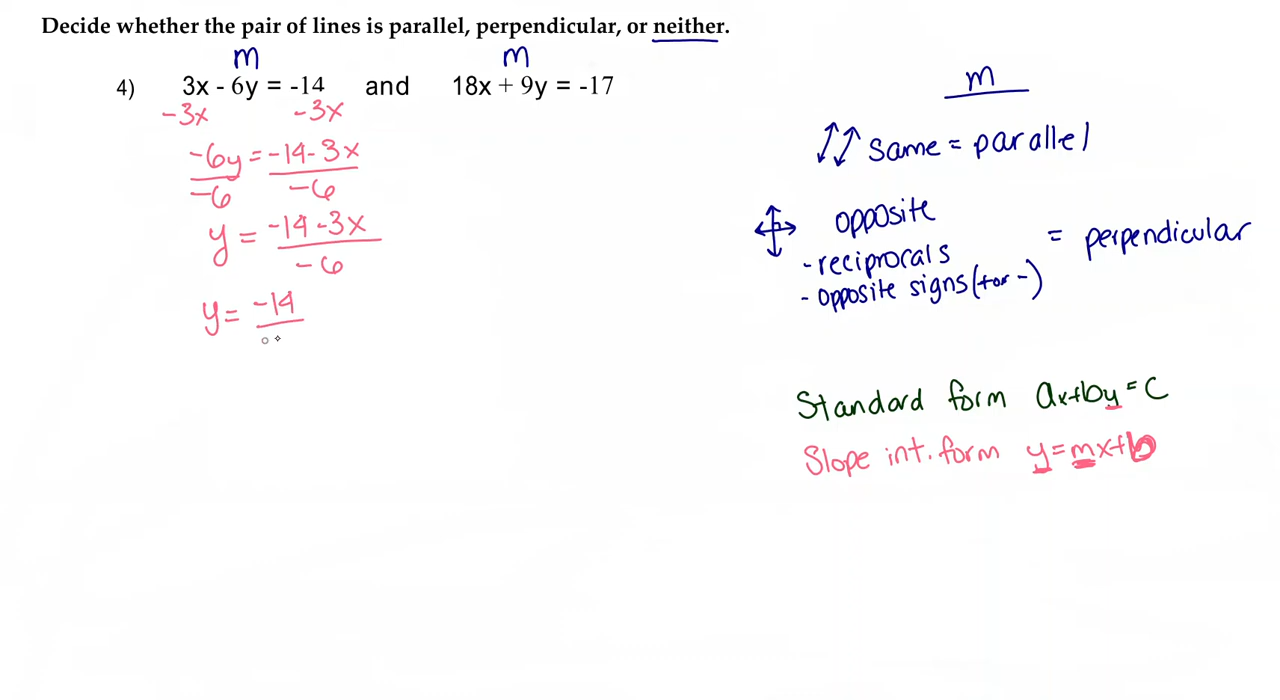 Decide whether the pair of lines is parallel, perpendicular, or neither.
m m
4) 3x - 6y = -14 and 18x + 9y = -17
-3x -3x
-6y = -14-3x
-6 -6
y = -14-3x
-6
y = -14
m
same = parallel
opposite
-reciprocals
- opposite signs (+or-)
= perpendicular
Standard form ax+by=C
Slope int. form y=mx+b